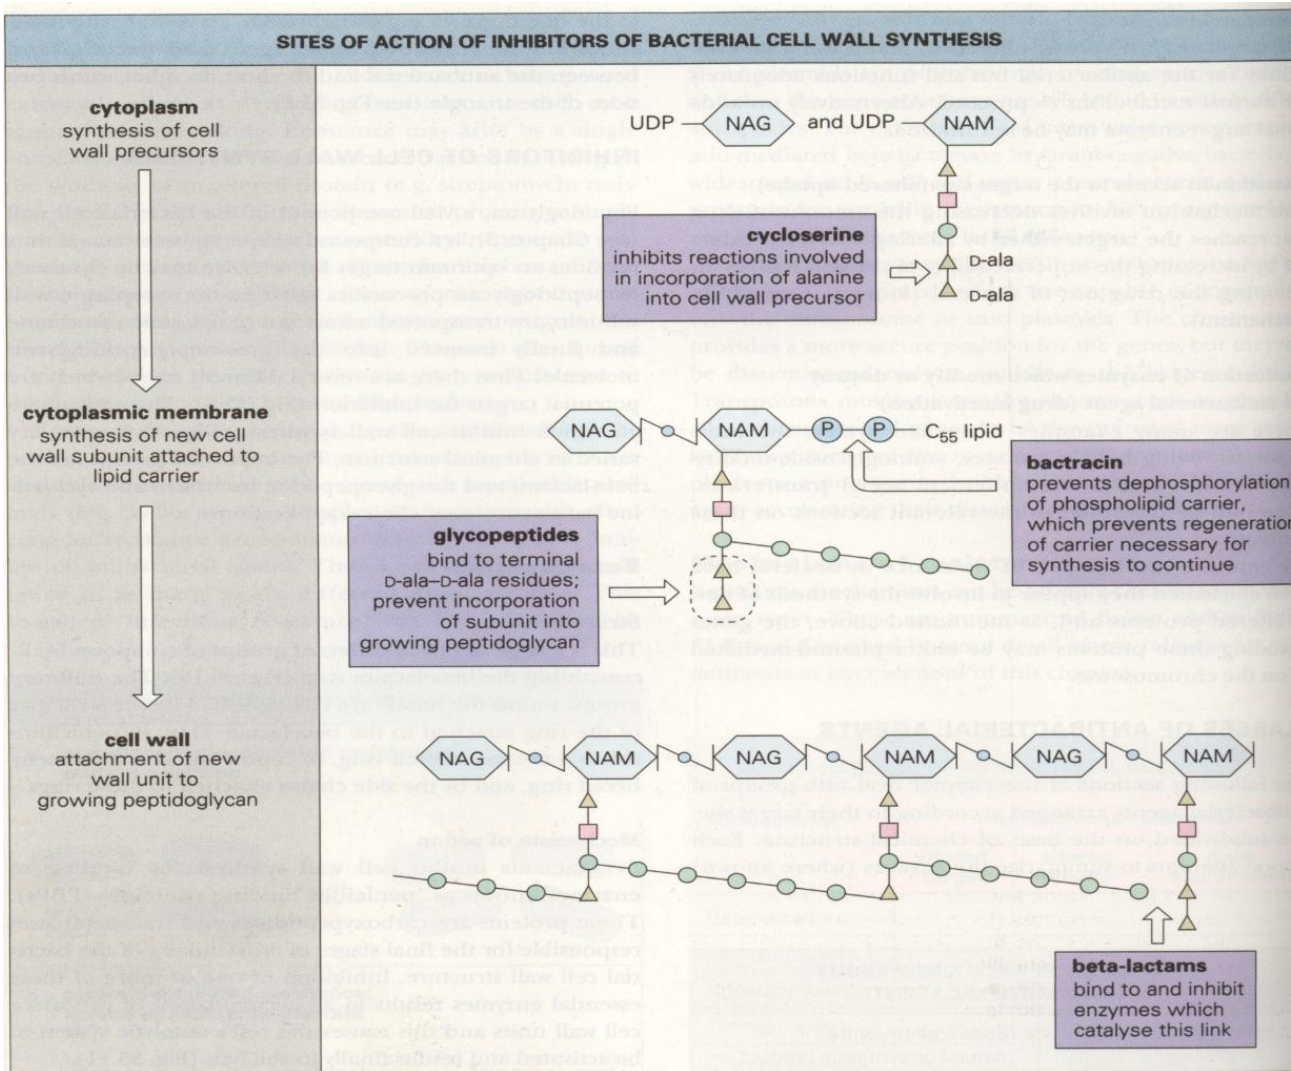 SITES OF ACTION OF INHIBITORS OF BACTERIAL CELL WALL SYNTHESIS
cytoplasm
synthesis of cell
wall precursors
UDP NAG and UDP NAM
cycloserine
inhibits reactions involved
in incorporation of alanine
into cell wall precursor
D-ala
D-ala
cytoplasmic membrane
synthesis of new cell
wall subunit attached to
lipid carrier
NAG NAM P P C55 lipid
bactracin
prevents dephosphorylation
of phospholipid carrier,
which prevents regeneration
of carrier necessary for
synthesis to continue
glycopeptides
bind to terminal
D-ala–D-ala residues;
prevent incorporation
of subunit into
growing peptidoglycan
cell wall
attachment of new
wall unit to
growing peptidoglycan
NAG NAM NAG NAM NAG NAM
beta-lactams
bind to and inhibit
enzymes which
catalyse this link